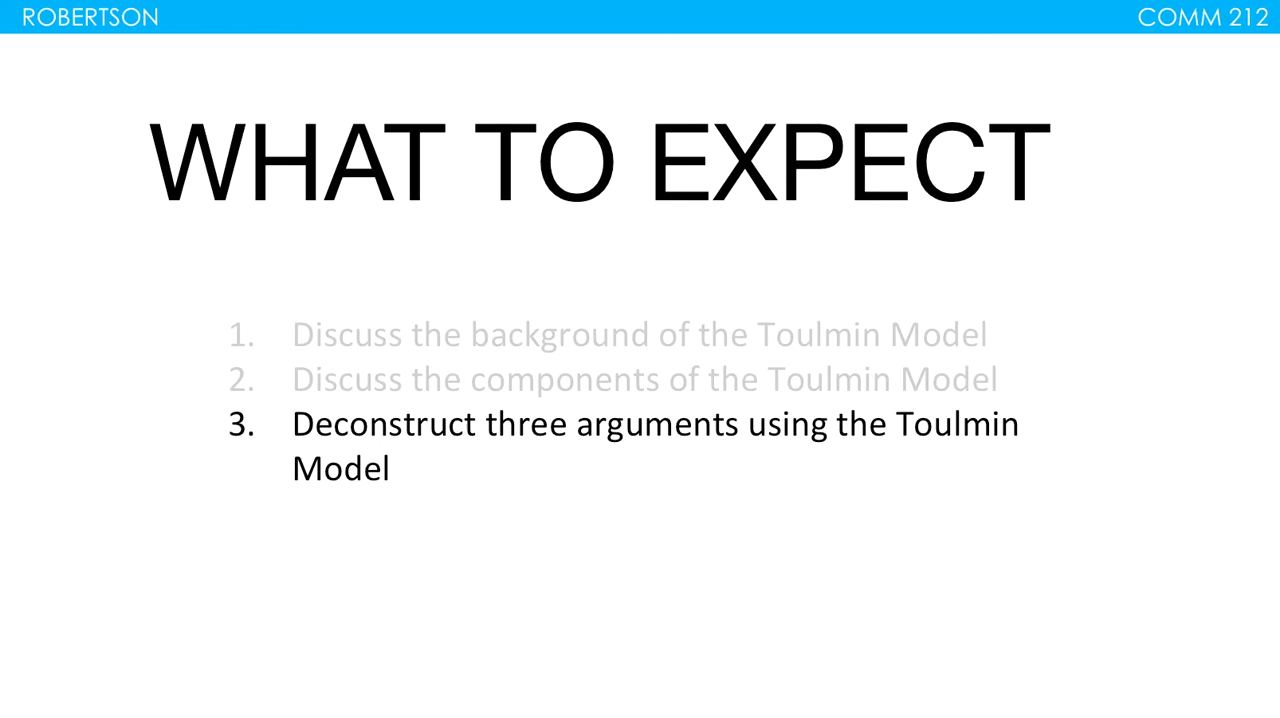 ROBERTSON COMM 212
WHAT TO EXPECT
1. Discuss the background of the Toulmin Model
2. Discuss the components of the Toulmin Model
3. Deconstruct three arguments using the Toulmin
Model